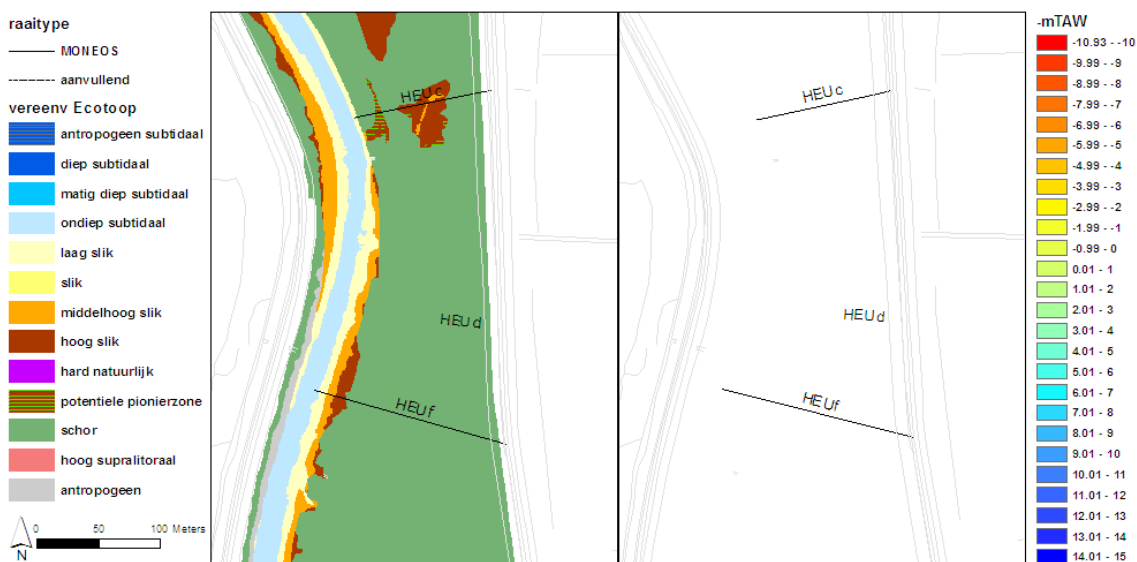 raaitype
MONEOS
aanvullend
vereenv Ecotoop
antropogeen subtidaal
diep subtidaal
matig diep subtidaal
ondiep subtidaal
laag slik
slik
middelhoog slik
hoog slik
hard natuurlijk
potentiele pionierzone
schor
hoog supralitoraal
antropogeen
0 50 100 Meters
N
HEUc
HEUd
HEUf
HEUc
HEUd
HEUf
-mTAW
-10.93 - -10
-9.99 - -9
-8.99 - -8
-7.99 - -7
-6.99 - -6
-5.99 - -5
-4.99 - -4
-3.99 - -3
-2.99 - -2
-1.99 - -1
-0.99 - 0
0.01 - 1
1.01 - 2
2.01 - 3
3.01 - 4
4.01 - 5
5.01 - 6
6.01 - 7
7.01 - 8
8.01 - 9
9.01 - 10
10.01 - 11
11.01 - 12
12.01 - 13
13.01 - 14
14.01 - 15